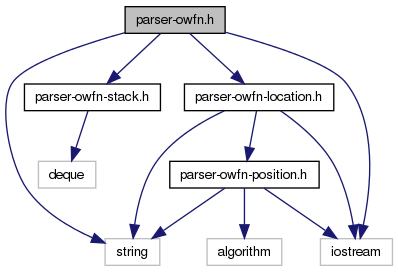 parser-owfn.h
parser-owfn-stack.h
parser-owfn-location.h
deque
parser-owfn-position.h
string
algorithm
iostream